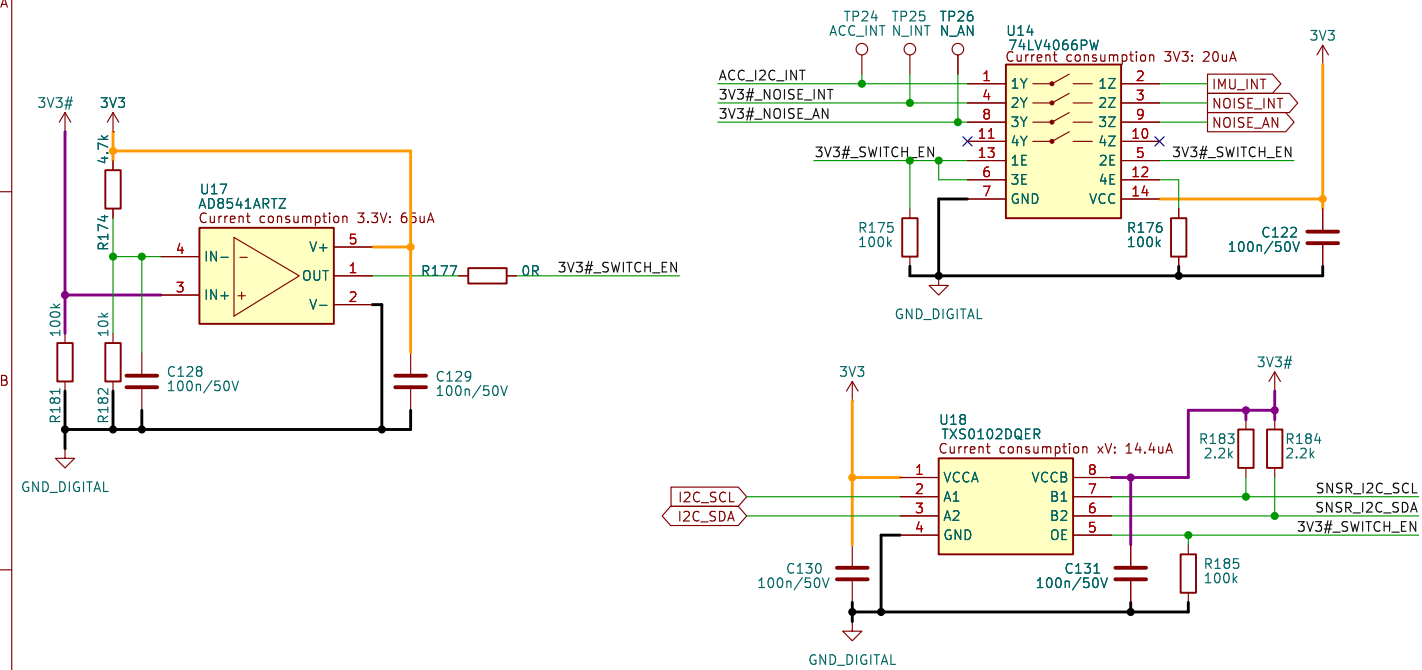 A
B
3V3#
3V3
4.7k
R174
U17
AD8541ARTZ
Current consumption 3.3V: 65uA
4
IN-
-
3
IN+
+
V+
5
OUT
1
V-
2
R177
0R
3V3#_SWITCH_EN
100k
R181
10k
R182
C128
100n/50V
C129
100n/50V
GND_DIGITAL
TP24
ACC_INT
TP25
N_INT
TP26
N_AN
U14
74LV4066PW
Current consumption 3V3: 20uA
3V3
ACC_I2C_INT
1
1Y
1Z
2
IMU_INT
3V3#_NOISE_INT
4
2Y
2Z
3
NOISE_INT
3V3#_NOISE_AN
8
3Y
3Z
9
NOISE_AN
11
4Y
4Z
10
3V3#_SWITCH_EN
13
1E
2E
5
3V3#_SWITCH_EN
6
3E
4E
12
7
GND
VCC
14
R175
100k
R176
100k
C122
100n/50V
GND_DIGITAL
3V3
3V3#
U18
TXS0102DQER
Current consumption xV: 14.4uA
R183
2.2k
R184
2.2k
1
VCCA
VCCB
8
I2C_SCL
2
A1
B1
7
SNSR_I2C_SCL
I2C_SDA
3
A2
B2
6
SNSR_I2C_SDA
4
GND
OE
5
3V3#_SWITCH_EN
C130
100n/50V
C131
100n/50V
R185
100k
GND_DIGITAL